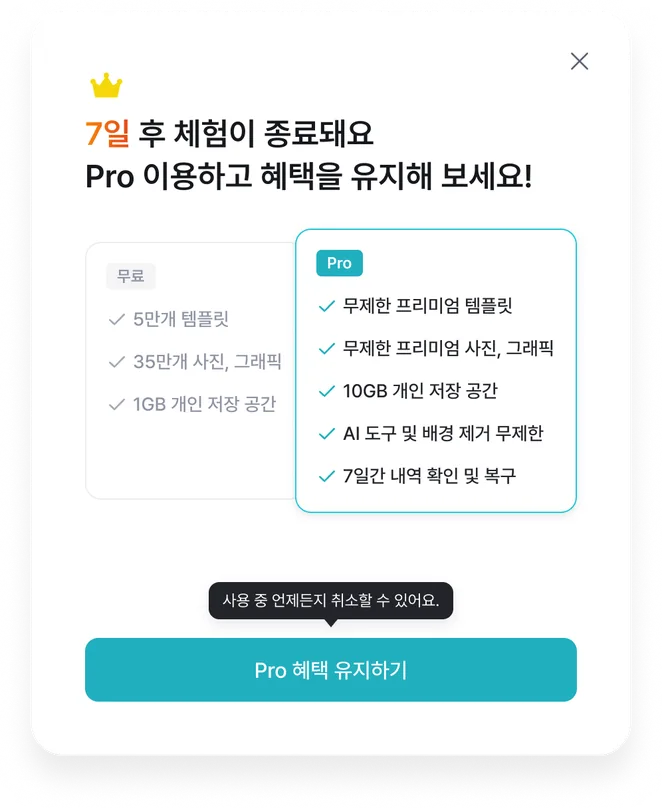 7일 후 체험이 종료돼요
Pro 이용하고 혜택을 유지해 보세요!
무료
5만개 템플릿
35만개 사진, 그래픽
1GB 개인 저장 공간
Pro
무제한 프리미엄 템플릿
무제한 프리미엄 사진, 그래픽
10GB 개인 저장 공간
AI 도구 및 배경 제거 무제한
7일간 내역 확인 및 복구
사용 중 언제든지 취소할 수 있어요.
Pro 혜택 유지하기